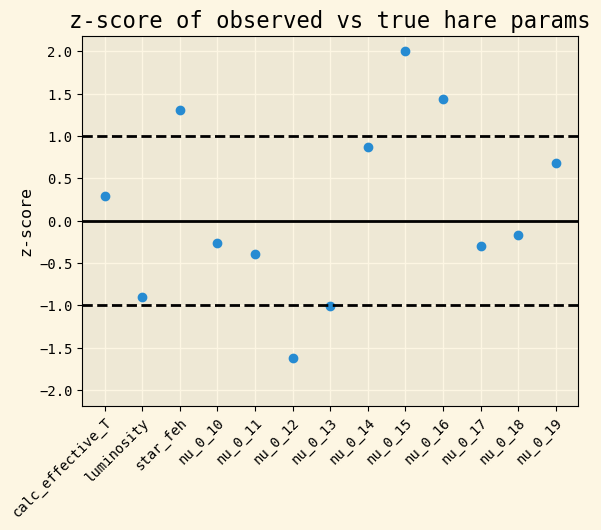 z-score of observed vs true hare params
2.0
1.5
1.0
0.5
0.0
−0.5
−1.0
−1.5
−2.0
z-score
calc_effective_T
luminosity
star_feh
nu_0_10
nu_0_11
nu_0_12
nu_0_13
nu_0_14
nu_0_15
nu_0_16
nu_0_17
nu_0_18
nu_0_19